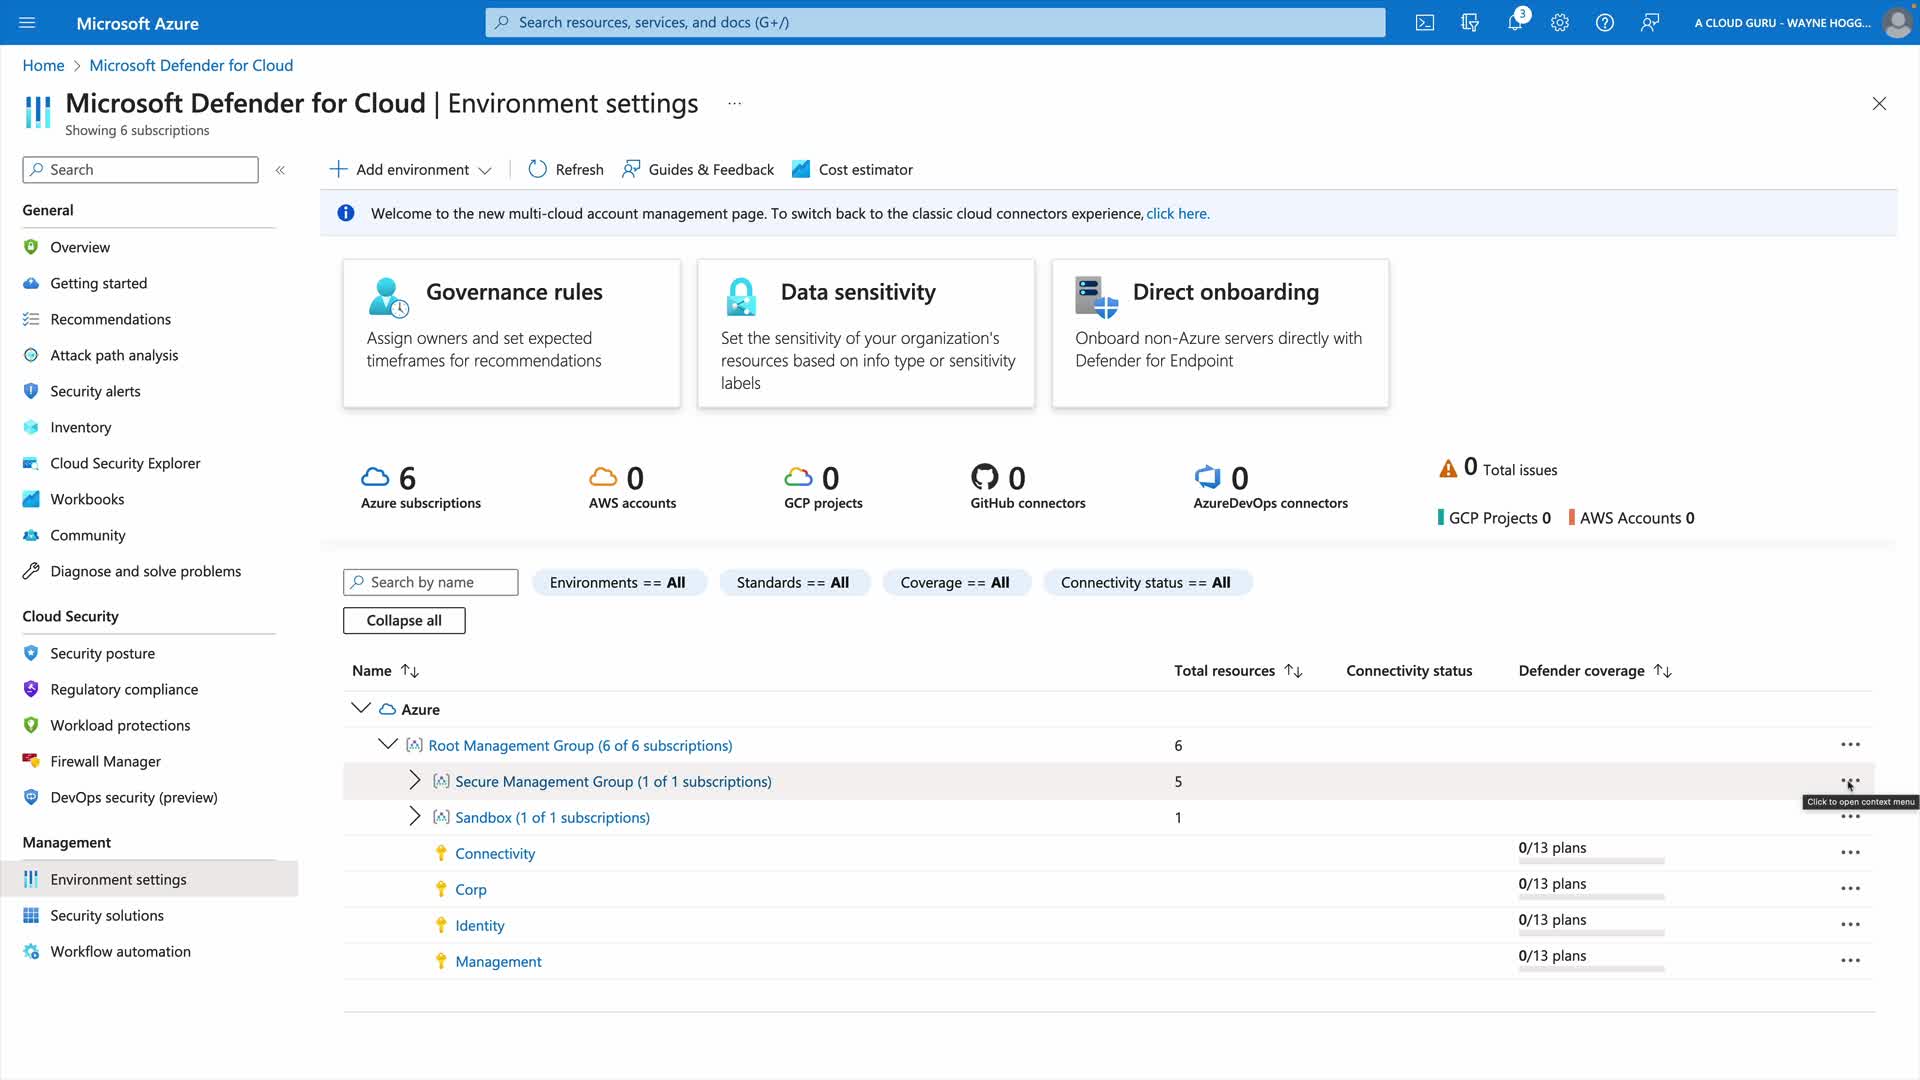 Microsoft Azure
Search resources, services, and docs (G+/)
3
A CLOUD GURU - WAYNE HOGG...
Home > Microsoft Defender for Cloud
Microsoft Defender for Cloud | Environment settings ...
Showing 6 subscriptions
Search «
Add environment
Refresh
Guides & Feedback
Cost estimator
Welcome to the new multi-cloud account management page. To switch back to the classic cloud connectors experience, click here.
General
Overview
Getting started
Recommendations
Attack path analysis
Security alerts
Inventory
Cloud Security Explorer
Workbooks
Community
Diagnose and solve problems
Cloud Security
Security posture
Regulatory compliance
Workload protections
Firewall Manager
DevOps security (preview)
Management
Environment settings
Security solutions
Workflow automation
Governance rules
Assign owners and set expected
timeframes for recommendations
Data sensitivity
Set the sensitivity of your organization's
resources based on info type or sensitivity
labels
Direct onboarding
Onboard non-Azure servers directly with
Defender for Endpoint
6
Azure subscriptions
0
AWS accounts
0
GCP projects
0
GitHub connectors
0
AzureDevOps connectors
0 Total issues
GCP Projects 0
AWS Accounts 0
Search by name
Environments == All
Standards == All
Coverage == All
Connectivity status == All
Collapse all
Name ↑↓ Total resources ↑↓ Connectivity status Defender coverage ↑↓
Azure
Root Management Group (6 of 6 subscriptions) 6 ...
Secure Management Group (1 of 1 subscriptions) 5 ...
Click to open context menu
Sandbox (1 of 1 subscriptions) 1 ...
Connectivity 0/13 plans ...
Corp 0/13 plans ...
Identity 0/13 plans ...
Management 0/13 plans ...